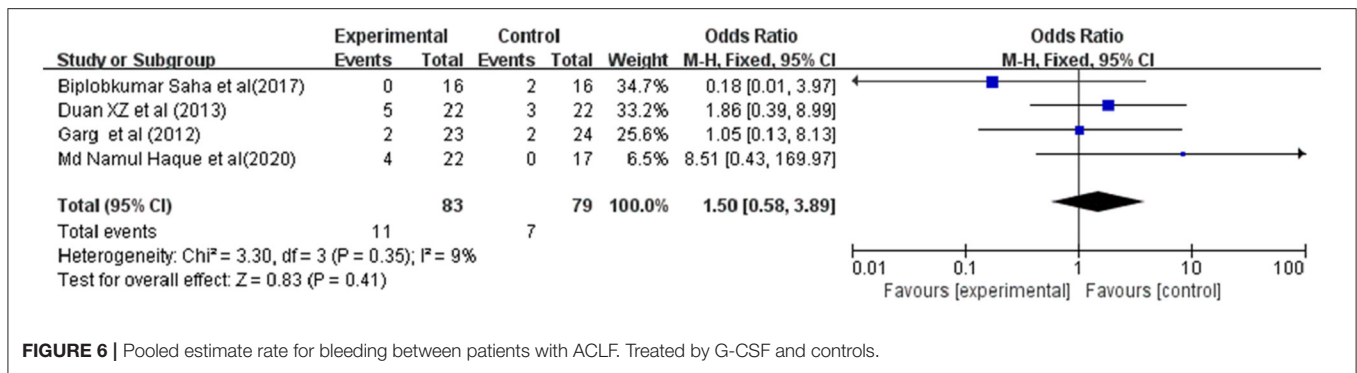 Experimental Control Odds Ratio Odds Ratio
Study or Subgroup Events Total Events Total Weight M-H, Fixed, 95% CI M-H, Fixed, 95% CI
Biplobkumar Saha et al(2017) 0 16 2 16 34.7% 0.18 [0.01, 3.97]
Duan XZ et al (2013) 5 22 3 22 33.2% 1.86 [0.39, 8.99]
Garg et al (2012) 2 23 2 24 25.6% 1.05 [0.13, 8.13]
Md Namul Haque et al(2020) 4 22 0 17 6.5% 8.51 [0.43, 169.97]
Total (95% CI) 83 79 100.0% 1.50 [0.58, 3.89]
Total events 11 7
Heterogeneity: Chi² = 3.30, df = 3 (P = 0.35); I² = 9%
Test for overall effect: Z = 0.83 (P = 0.41)
0.01 0.1 1 10 100
Favours [experimental] Favours [control]
FIGURE 6 | Pooled estimate rate for bleeding between patients with ACLF. Treated by G-CSF and controls.